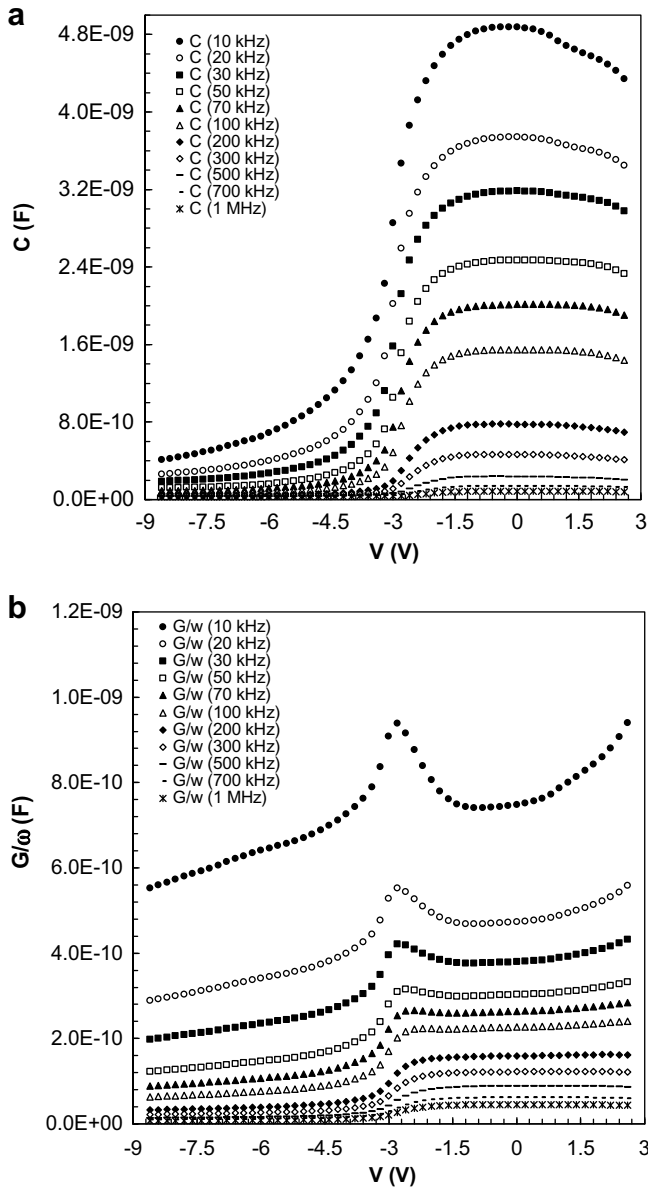 a
4.8E-09
4.0E-09
3.2E-09
2.4E-09
1.6E-09
8.0E-10
0.0E+00
C (F)
C (10 kHz)
C (20 kHz)
C (30 kHz)
C (50 kHz)
C (70 kHz)
C (100 kHz)
C (200 kHz)
C (300 kHz)
C (500 kHz)
C (700 kHz)
C (1 MHz)
-9 -7.5 -6 -4.5 -3 -1.5 0 1.5 3
V (V)
b
1.2E-09
1.0E-09
8.0E-10
6.0E-10
4.0E-10
2.0E-10
0.0E+00
G/ω (F)
G/w (10 kHz)
G/w (20 kHz)
G/w (30 kHz)
G/w (50 kHz)
G/w (70 kHz)
G/w (100 kHz)
G/w (200 kHz)
G/w (300 kHz)
G/w (500 kHz)
G/w (700 kHz)
G/w (1 MHz)
-9 -7.5 -6 -4.5 -3 -1.5 0 1.5 3
V (V)